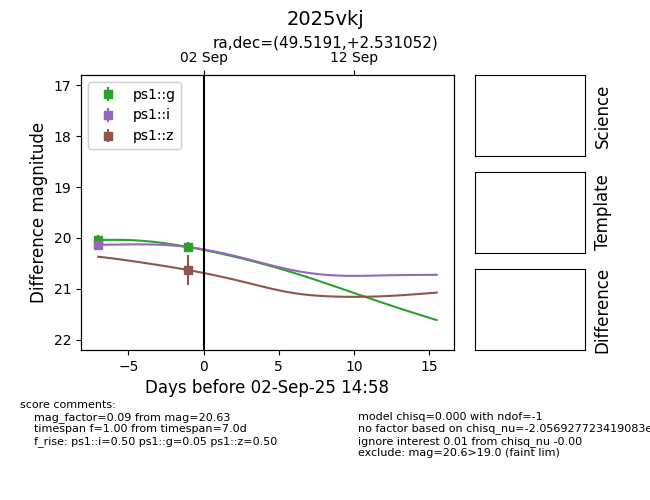 2025vkj
ra,dec=(49.5191,+2.531052)
02 Sep
12 Sep
17
18
19
20
21
22
Difference magnitude
ps1::g
ps1::i
ps1::z
−5
0
5
10
15
Days before 02-Sep-25 14:58
Science
Template
Difference
score comments:
mag_factor=0.09 from mag=20.63
timespan f=1.00 from timespan=7.0d
f_rise: ps1::i=0.50 ps1::g=0.05 ps1::z=0.50
model chisq=0.000 with ndof=-1
no factor based on chisq_nu=-2.056927723419083e
ignore interest 0.01 from chisq_nu -0.00
exclude: mag=20.6>19.0 (faint lim)